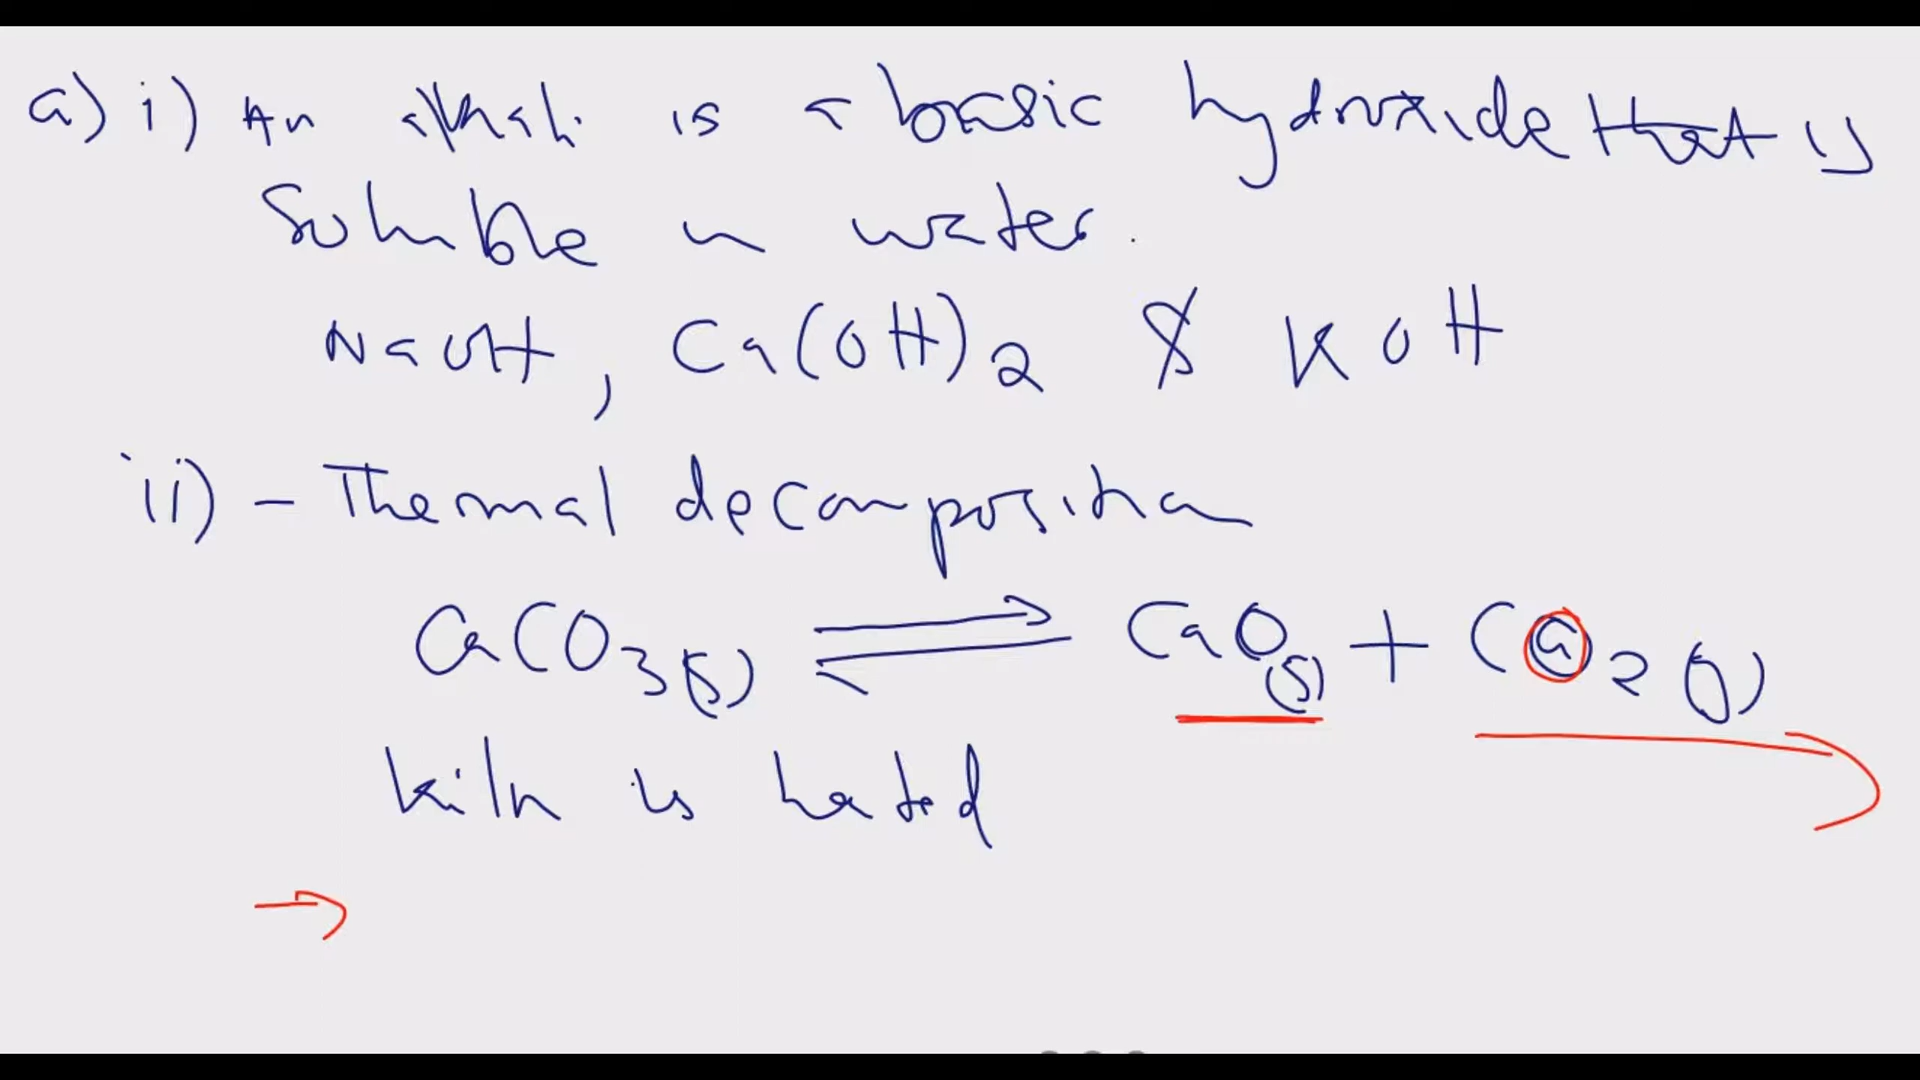 a) i) An alkali is a basic hydroxide that is
soluble in water.
NaOH, Ca(OH)2 & KOH
ii) - Thermal decomposition
CaCO3(s) ⇌ CaO(s) + CO2(g)
kiln is heated
→